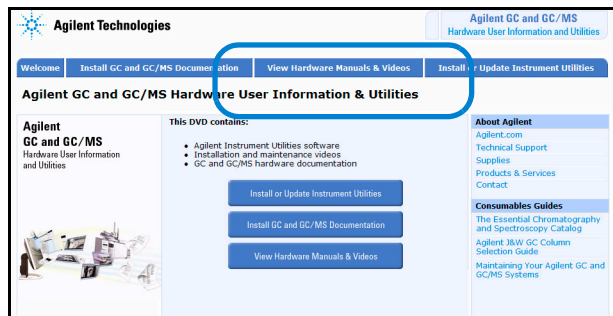 Agilent Technologies
Agilent GC and GC/MS
Hardware User Information and Utilities
Welcome
Install GC and GC/MS Documentation
View Hardware Manuals & Videos
Install or Update Instrument Utilities
Agilent GC and GC/MS Hardware User Information & Utilities
Agilent
GC and GC/MS
Hardware User Information
and Utilities
This DVD contains:
• Agilent Instrument Utilities software
• Installation and maintenance videos
• GC and GC/MS hardware documentation
Install or Update Instrument Utilities
Install GC and GC/MS Documentation
View Hardware Manuals & Videos
About Agilent
Agilent.com
Technical Support
Supplies
Products & Services
Contact
Consumables Guides
The Essential Chromatography
and Spectroscopy Catalog
Agilent J&W GC Column
Selection Guide
Maintaining Your Agilent GC and
GC/MS Systems